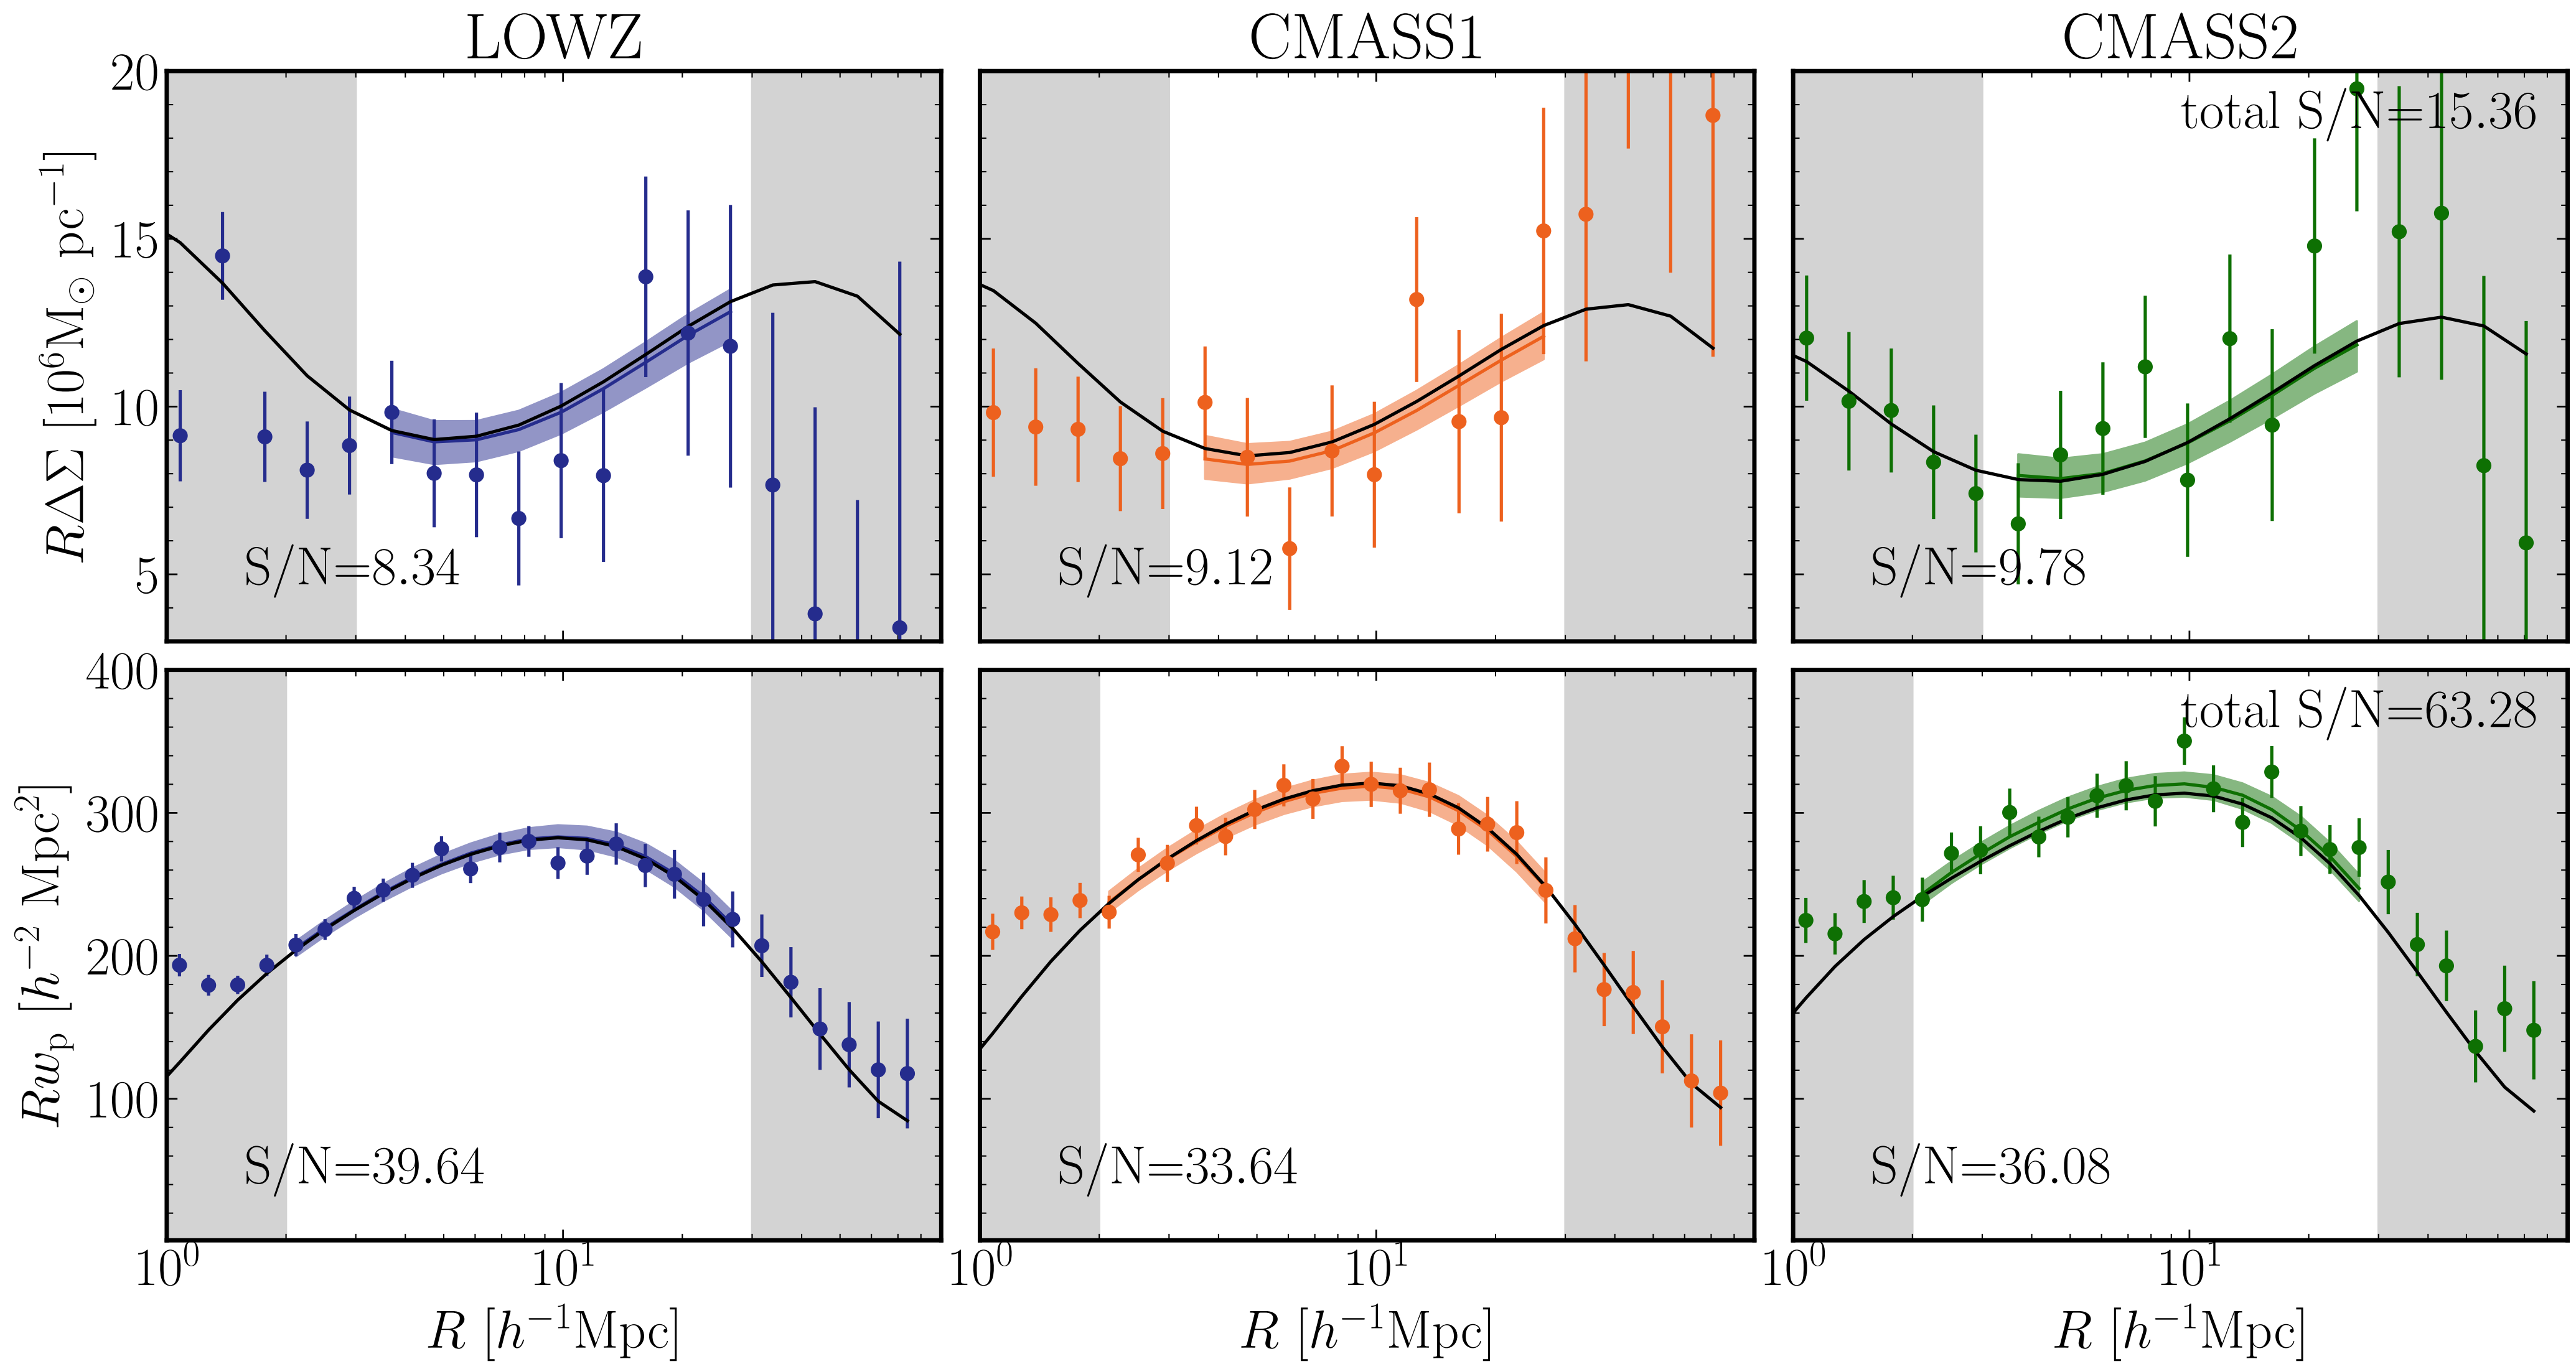 LOWZ CMASS1 CMASS2
20
15
10
5
RΔΣ [10⁶M⊙ pc⁻¹]
S/N=8.34
S/N=9.12
total S/N=15.36
S/N=9.78
400
300
200
100
Rwₚ [h⁻² Mpc²]
S/N=39.64
S/N=33.64
total S/N=63.28
S/N=36.08
10⁰ 10¹ 10⁰ 10¹ 10⁰ 10¹
R [h⁻¹Mpc] R [h⁻¹Mpc] R [h⁻¹Mpc]